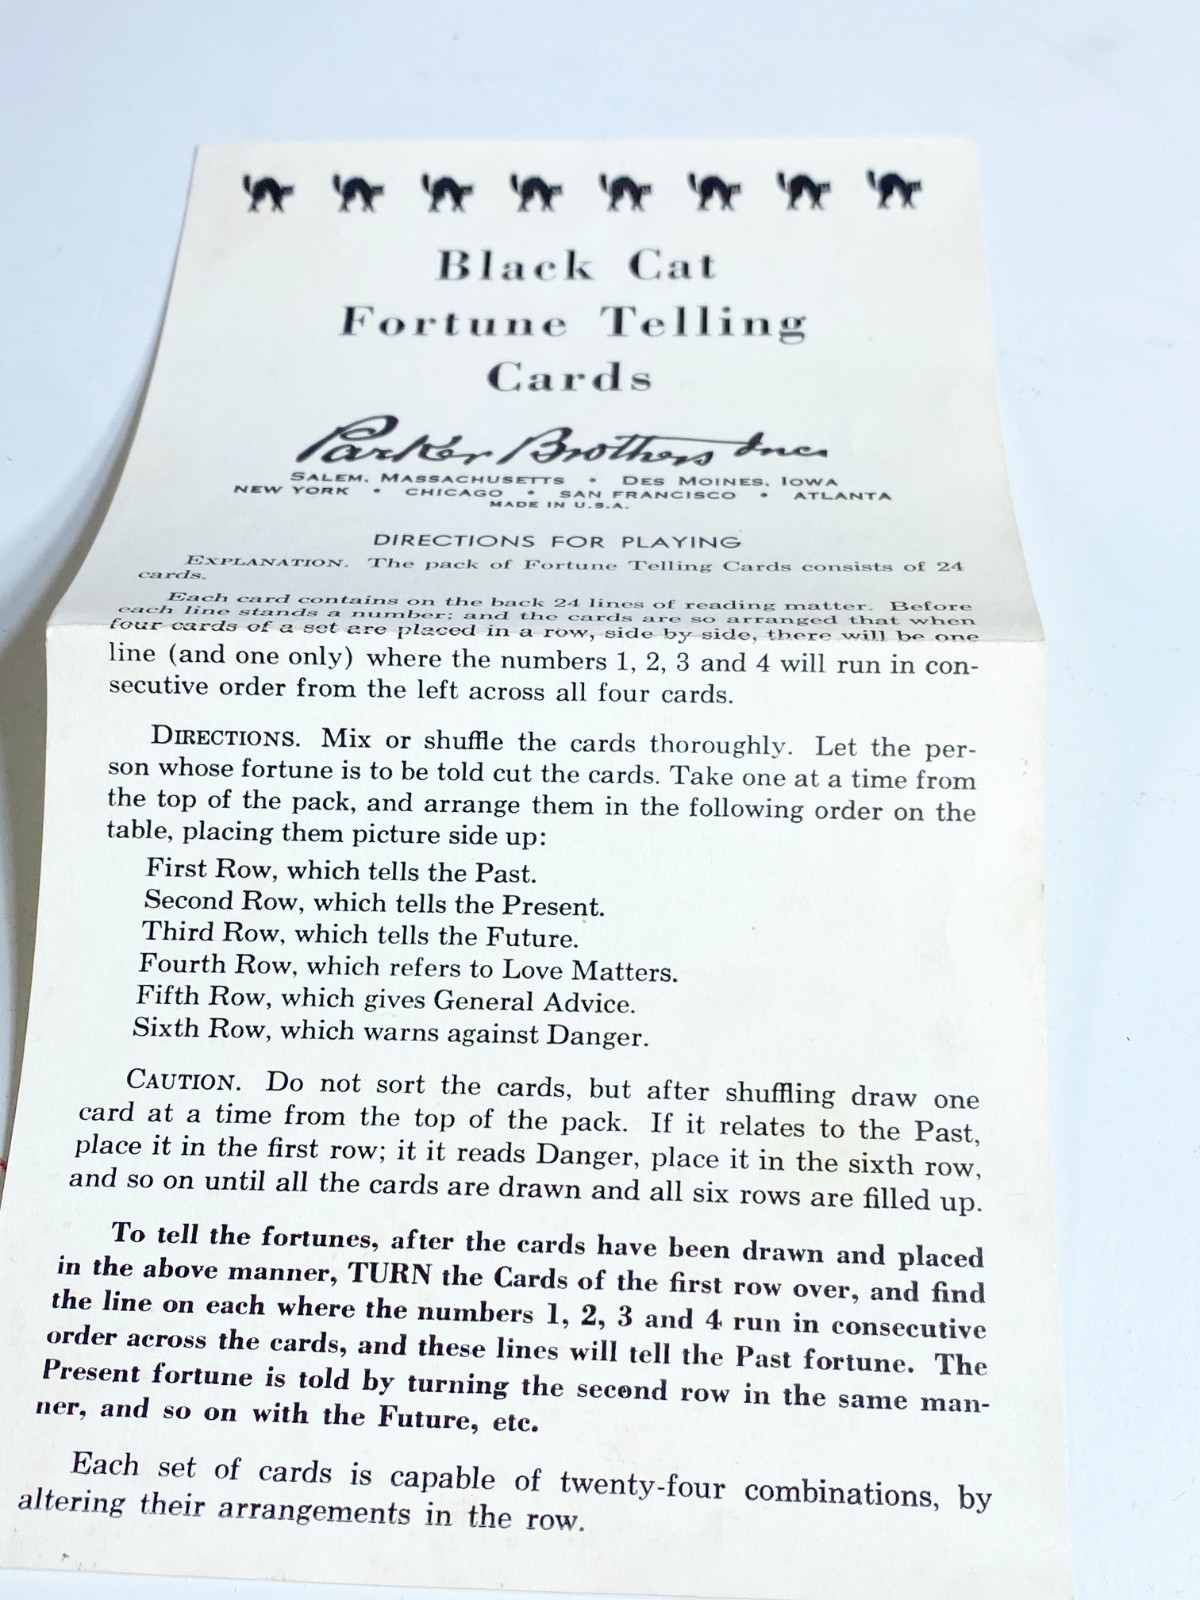 Black Cat
Fortune Telling
Cards
Parker Brothers Inc
SALEM, MASSACHUSETTS • DES MOINES, IOWA
NEW YORK • CHICAGO • SAN FRANCISCO • ATLANTA
MADE IN U.S.A.
DIRECTIONS FOR PLAYING
EXPLANATION. The pack of Fortune Telling Cards consists of 24
cards.
Each card contains on the back 24 lines of reading matter. Before
each line stands a number; and the cards are so arranged that when
four cards of a set are placed in a row, side by side, there will be one
line (and one only) where the numbers 1, 2, 3 and 4 will run in con-
secutive order from the left across all four cards.
DIRECTIONS. Mix or shuffle the cards thoroughly. Let the per-
son whose fortune is to be told cut the cards. Take one at a time from
the top of the pack, and arrange them in the following order on the
table, placing them picture side up:
First Row, which tells the Past.
Second Row, which tells the Present.
Third Row, which tells the Future.
Fourth Row, which refers to Love Matters.
Fifth Row, which gives General Advice.
Sixth Row, which warns against Danger.
CAUTION. Do not sort the cards, but after shuffling draw one
card at a time from the top of the pack. If it relates to the Past,
place it in the first row; it it reads Danger, place it in the sixth row,
and so on until all the cards are drawn and all six rows are filled up.
To tell the fortunes, after the cards have been drawn and placed
in the above manner, TURN the Cards of the first row over, and find
the line on each where the numbers 1, 2, 3 and 4 run in consecutive
order across the cards, and these lines will tell the Past fortune. The
Present fortune is told by turning the second row in the same man-
ner, and so on with the Future, etc.
Each set of cards is capable of twenty-four combinations, by
altering their arrangements in the row.